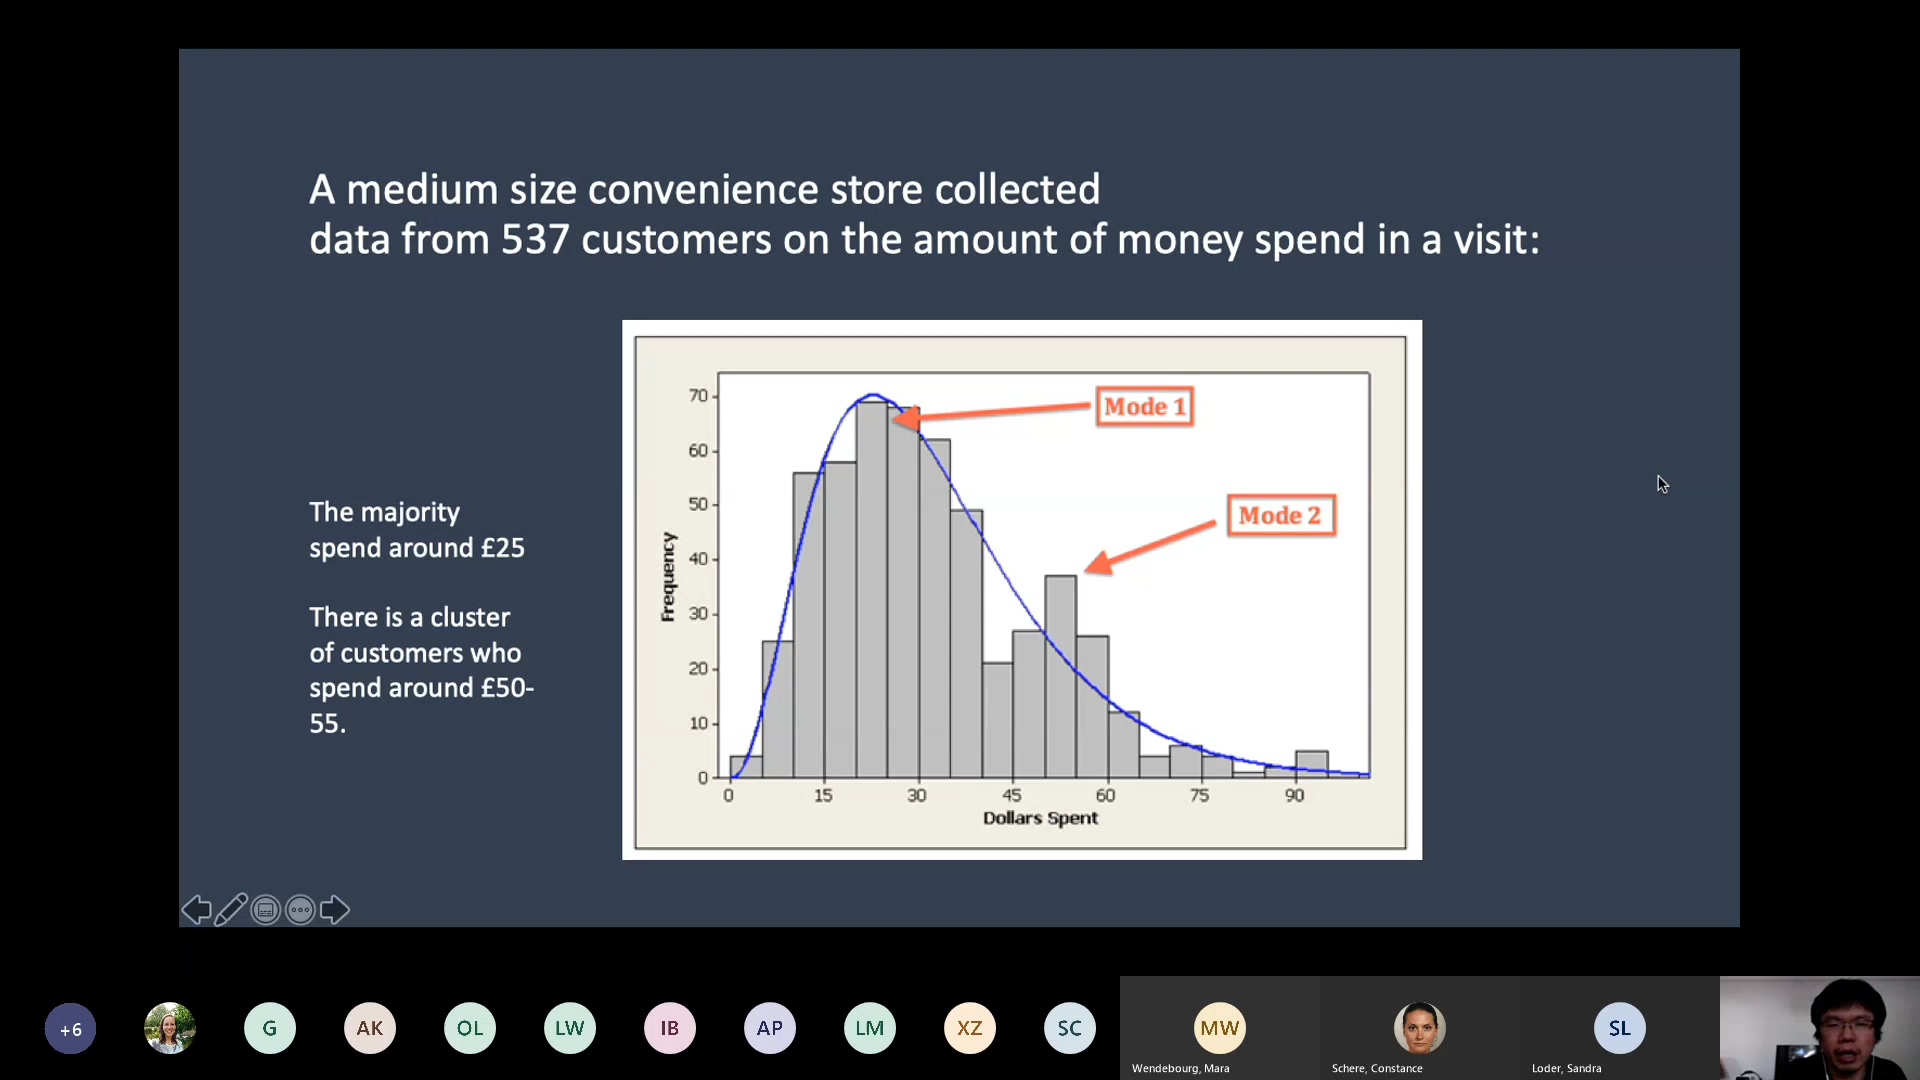 A medium size convenience store collected
data from 537 customers on the amount of money spend in a visit:
The majority
spend around £25
There is a cluster
of customers who
spend around £50-
55.
Mode 1
Mode 2
70
60
50
40
30
20
10
0
Frequency
0 15 30 45 60 75 90
Dollars Spent
+6
G
AK
OL
LW
IB
AP
LM
XZ
SC
MW
SL
Wendebourg, Mara
Schere, Constance
Loder, Sandra